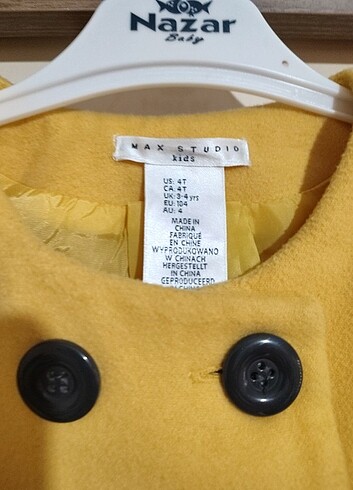 Nazar
Baby
MAX STUDIO
kids
US: 4T
CA: 4T
UK: 3-4 yrs
EU: 104
AU: 4
MADE IN
CHINA
FABRIQUÉ
EN CHINE
WYPRODUKOWANO
W CHINACH
HERGESTELLT
IN CHINA
GEPRODUCEERD